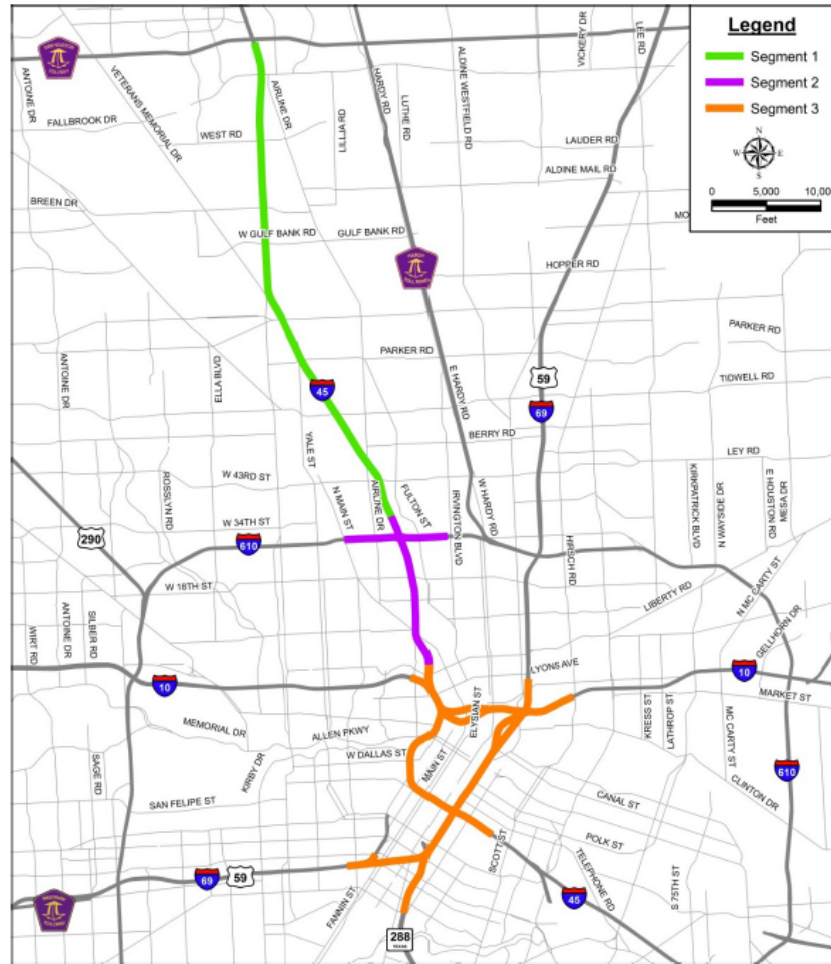 Legend
Segment 1
Segment 2
Segment 3
N
W E
S
0 5,000 10,00
Feet
VICKERY DR
LEE RD
ANTOINE DR
VETERANS MEMORIAL DR
AIRLINE DR
HARDY RD
LUTHE RD
ALDINE WESTFIELD RD
FALLBROOK DR
WEST RD
LILLJA RD
LAUDER RD
ALDINE MAIL RD
BREEN DR
W GULF BANK RD
GULF BANK RD
MO
HARDY
TOLL ROAD
HOPPER RD
PARKER RD
PARKER RD
ANTOINE DR
ELLA BLVD
45
E HARDY RD
59
69
TIDWELL RD
BERRY RD
LEY RD
YALE ST
W 43RD ST
ROSSLYN RD
N MAIN ST
AIRLINE DR
FULTON ST
IRVINGTON BLVD
W HARDY RD
KIRKPATRICK BLVD
N WAYSIDE DR
E HOUSTON RD
MESA DR
W 34TH ST
290
610
HIRSCH RD
W 18TH ST
LIBERTY RD
N MC CARTY ST
GELLHORN DR
WIRT RD
ANTOINE DR
SILBER RD
LYONS AVE
10
10
MARKET ST
ELYSIAN ST
KRESS ST
LATHROP ST
MC CARTY ST
MEMORIAL DR
ALLEN PKWY
W DALLAS ST
MAIN ST
SAGE RD
KIRBY DR
610
CLINTON DR
SAN FELIPE ST
CANAL ST
POLK ST
SCOTT ST
TELEPHONE RD
S 75TH ST
69
59
FANNIN ST
45
288
TEXAS